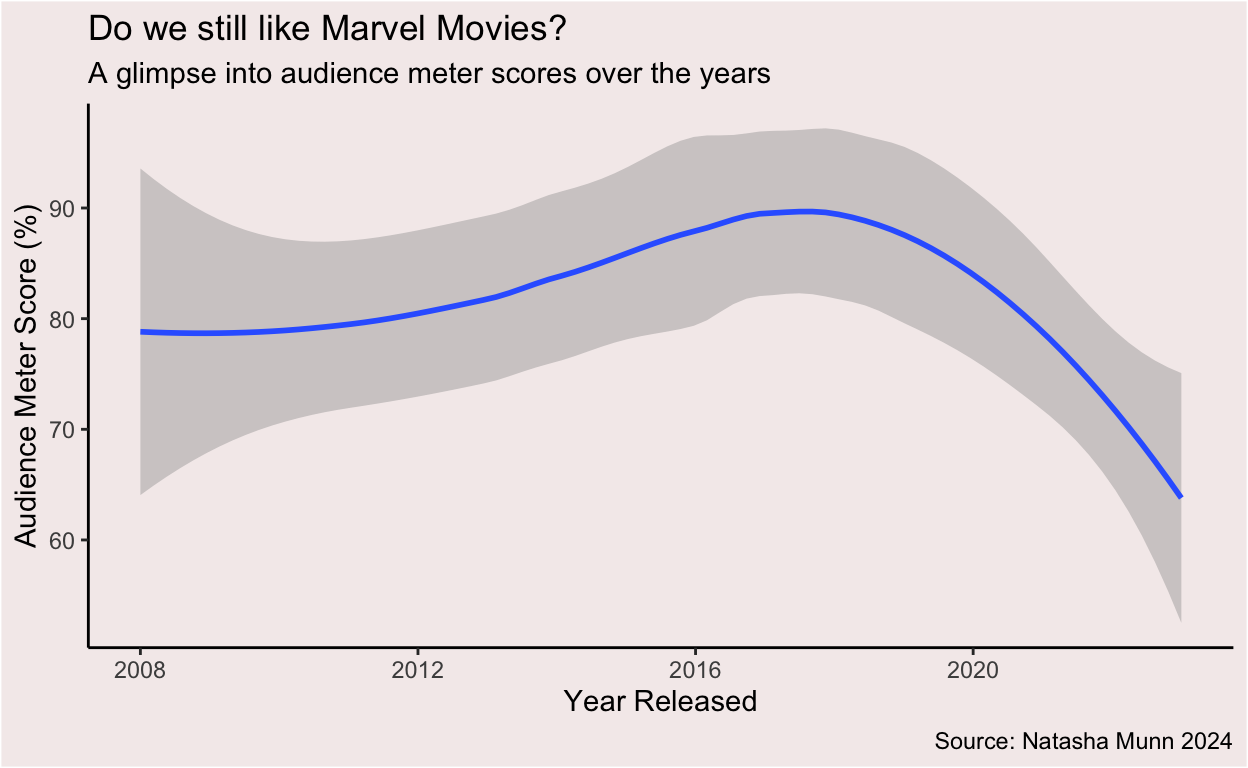 Do we still like Marvel Movies?
A glimpse into audience meter scores over the years
Audience Meter Score (%)
90
80
70
60
2008 2012 2016 2020
Year Released
Source: Natasha Munn 2024